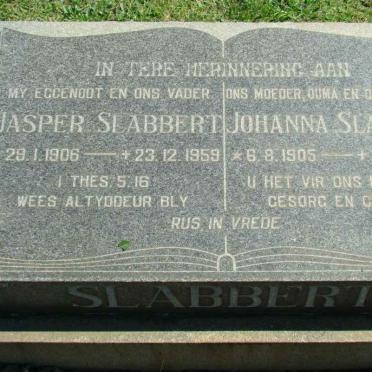 IN TERE HERINNERING AAN
MY EGGENOOT EN ONS VADER
JASPER SLABBERT
29.1.1906 — + 23.12.1959
1 THES. 5.16
WEES ALTYDDEUR BLY
ONS MOEDER, OUMA EN
JOHANNA
* 6.8.1905 — +
U HET VIR ONS
GESORG EN
RUS IN VREDE
SLABBERT